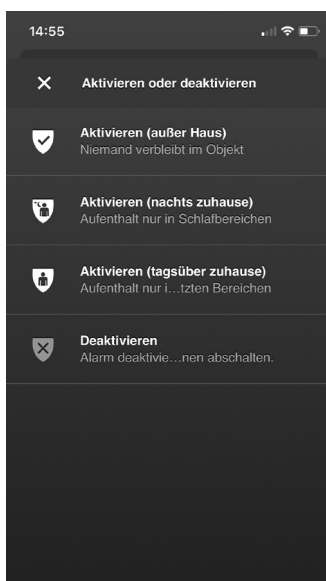 14:55
Aktivieren oder deaktivieren
Aktivieren (außer Haus)
Niemand verbleibt im Objekt
Aktivieren (nachts zuhause)
Aufenthalt nur in Schlafbereichen
Aktivieren (tagsüber zuhause)
Aufenthalt nur i…tzten Bereichen
Deaktivieren
Alarm deaktivie…nen abschalten.